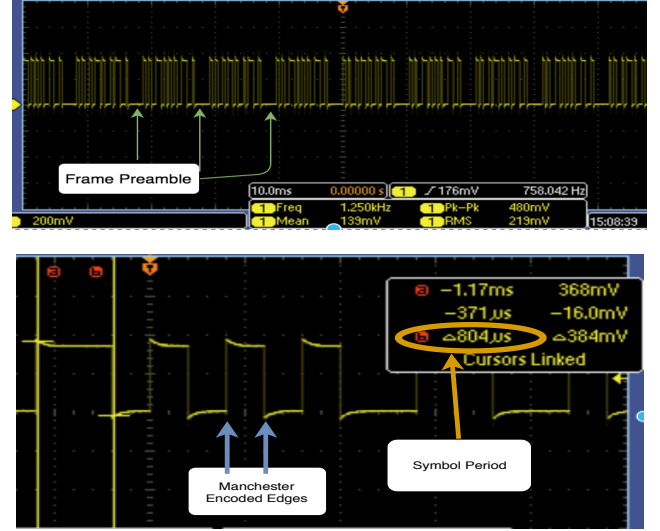 Frame Preamble
10.0ms 0.00000 s 1 176mV 758.042 Hz
200mV 1 Freq 1.250kHz 1 Pk-Pk 480mV
1 Mean 139mV 1 RMS 219mV 15:08:39
a b T
a −1.17ms 368mV
−371µs −16.0mV
b △804µs △384mV
Cursors Linked
Symbol Period
Manchester
Encoded Edges